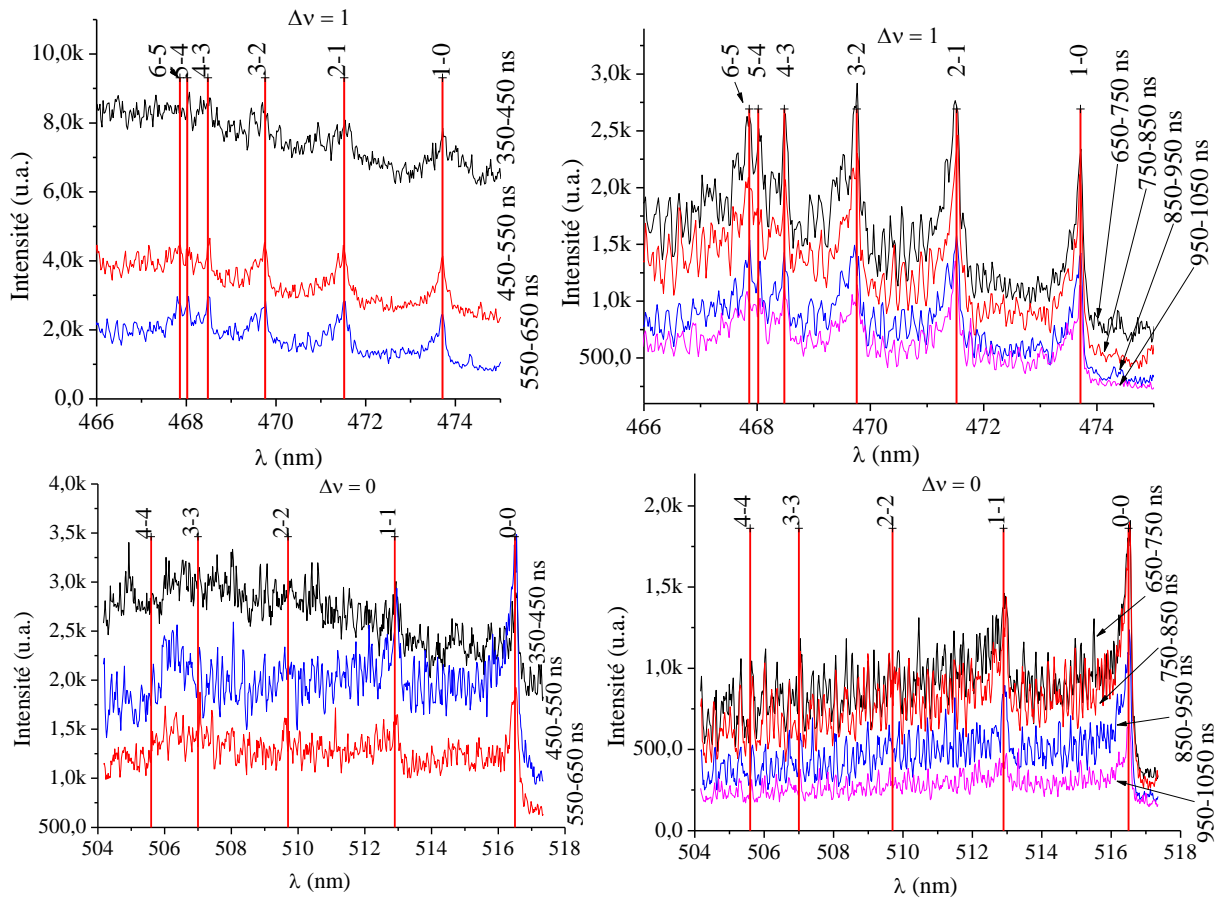 Δν = 1
6-5
5-4
4-3
3-2
2-1
1-0
10,0k
8,0k
6,0k
4,0k
2,0k
0,0
Intensité (u.a.)
350-450 ns
450-550 ns
550-650 ns
466 468 470 472 474
λ (nm)
Δν = 1
6-5
5-4
4-3
3-2
2-1
1-0
3,0k
2,5k
2,0k
1,5k
1,0k
500,0
Intensité (u.a.)
650-750 ns
750-850 ns
850-950 ns
950-1050 ns
466 468 470 472 474
λ (nm)
Δν = 0
4-4
3-3
2-2
1-1
0-0
4,0k
3,5k
3,0k
2,5k
2,0k
1,5k
1,0k
500,0
Intensité (u.a.)
350-450 ns
450-550 ns
550-650 ns
504 506 508 510 512 514 516 518
λ (nm)
Δν = 0
4-4
3-3
2-2
1-1
0-0
2,0k
1,5k
1,0k
500,0
0,0
Intensité (u.a.)
650-750 ns
750-850 ns
850-950 ns
950-1050 ns
504 506 508 510 512 514 516 518
λ (nm)